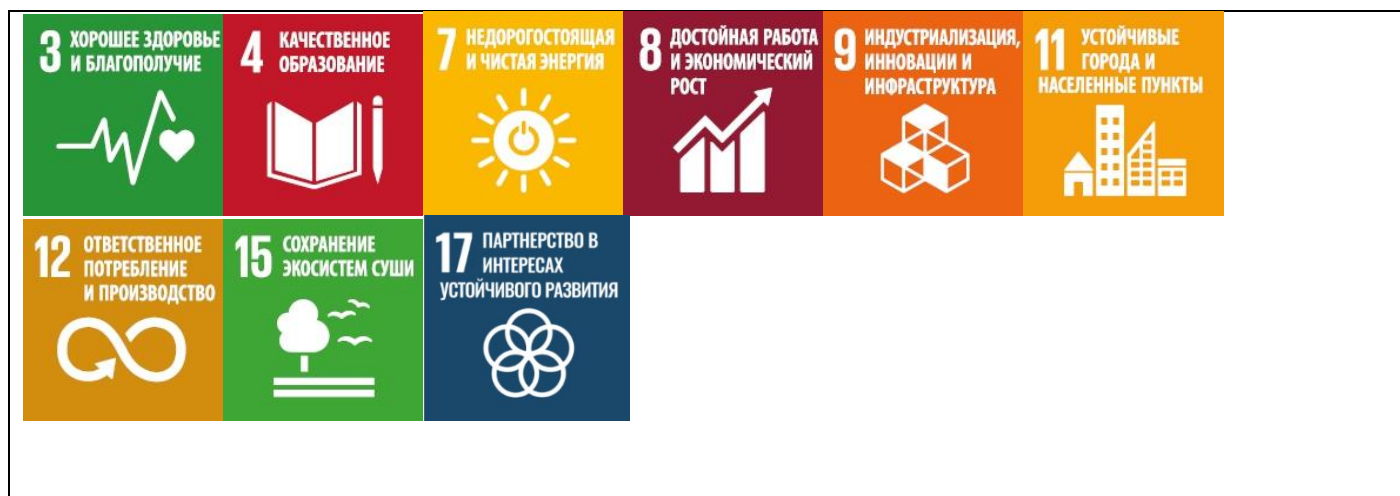 3 ХОРОШЕЕ ЗДОРОВЬЕ
И БЛАГОПОЛУЧИЕ
4 КАЧЕСТВЕННОЕ
ОБРАЗОВАНИЕ
7 НЕДОРОГОСТОЯЩАЯ
И ЧИСТАЯ ЭНЕРГИЯ
8 ДОСТОЙНАЯ РАБОТА
И ЭКОНОМИЧЕСКИЙ
РОСТ
9 ИНДУСТРИАЛИЗАЦИЯ,
ИННОВАЦИИ И
ИНФРАСТРУКТУРА
11 УСТОЙЧИВЫЕ
ГОРОДА И
НАСЕЛЕННЫЕ ПУНКТЫ
12 ОТВЕТСТВЕННОЕ
ПОТРЕБЛЕНИЕ
И ПРОИЗВОДСТВО
15 СОХРАНЕНИЕ
ЭКОСИСТЕМ СУШИ
17 ПАРТНЕРСТВО В
ИНТЕРЕСАХ
УСТОЙЧИВОГО РАЗВИТИЯ